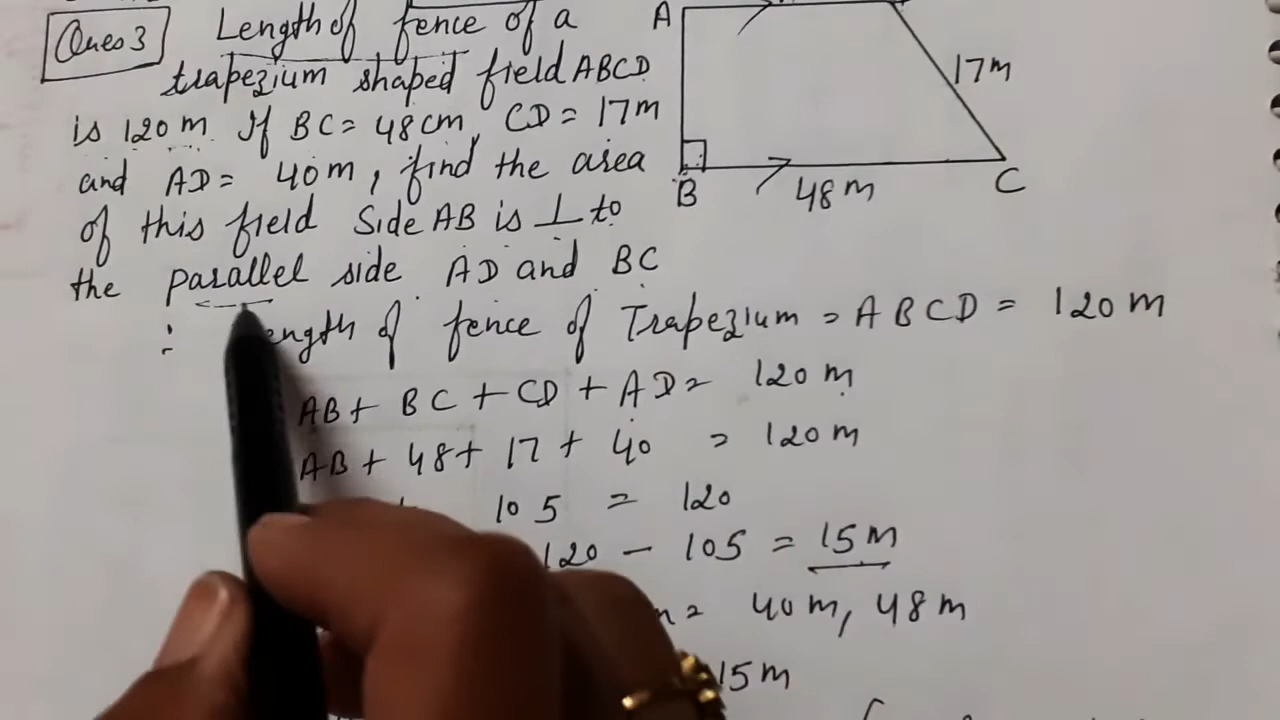 Ques 3 Length of fence of a
trapezium shaped field ABCD
is 120 m If BC = 48 cm, CD = 17 m
and AD = 40 m, find the area
of this field Side AB is ⊥ to
the parallel side AD and BC
∴ length of fence of Trapezium = ABCD = 120 m
AB + BC + CD + AD = 120 m
AB + 48 + 17 + 40 = 120 m
105 = 120
120 - 105 = 15 m
= 40 m, 48 m
15 m
A
17 m
B
48 m
C